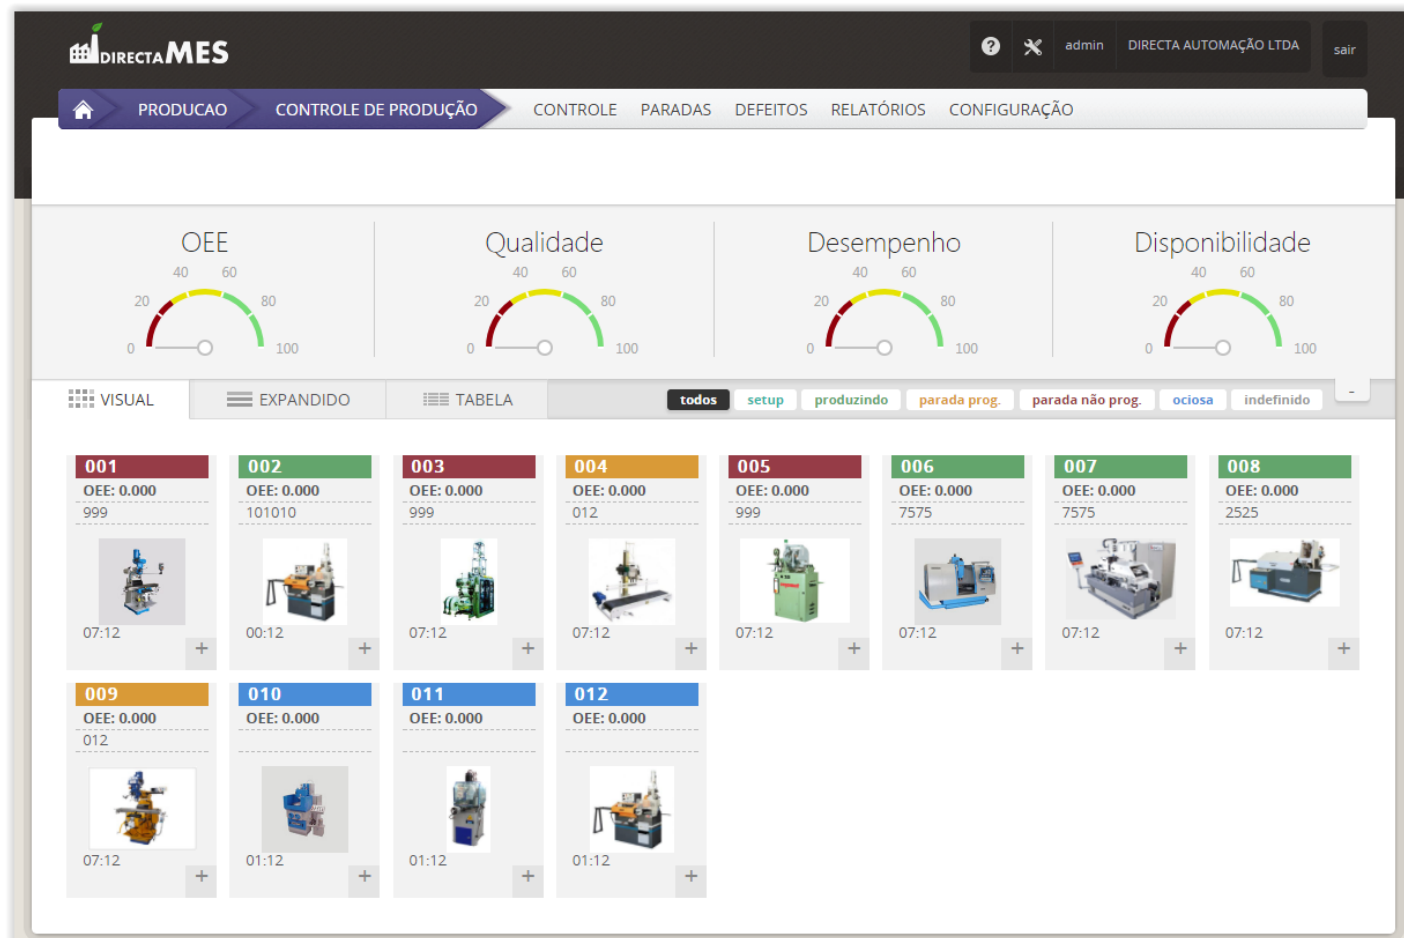 DIRECTA MES
? admin DIRECTA AUTOMAÇÃO LTDA sair
PRODUCAO CONTROLE DE PRODUÇÃO CONTROLE PARADAS DEFEITOS RELATÓRIOS CONFIGURAÇÃO
OEE Qualidade Desempenho Disponibilidade
40 60 40 60 40 60 40 60
20 80 20 80 20 80 20 80
0 100 0 100 0 100 0 100
VISUAL EXPANDIDO TABELA todos setup produzindo parada prog. parada não prog. ociosa indefinido -
001 002 003 004 005 006 007 008
OEE: 0.000 OEE: 0.000 OEE: 0.000 OEE: 0.000 OEE: 0.000 OEE: 0.000 OEE: 0.000 OEE: 0.000
999 101010 999 012 999 7575 7575 2525
07:12 00:12 07:12 07:12 07:12 07:12 07:12 07:12
+ + + + + + + +
009 010 011 012
OEE: 0.000 OEE: 0.000 OEE: 0.000 OEE: 0.000
012
07:12 01:12 01:12 01:12
+ + + +